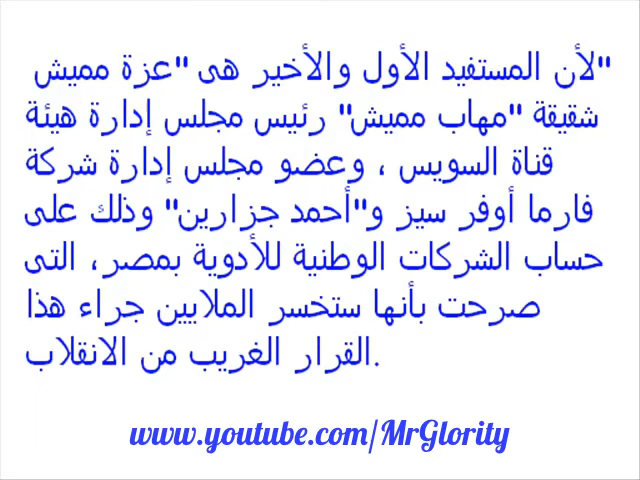 لأن المستفيد الأول والأخير هى "عزة مميش"
شقيقة "مهاب مميش" رئيس مجلس إدارة هيئة
قناة السويس ، وعضو مجلس إدارة شركة
فارما أوفر سيز و"أحمد جزارين" وذلك على
حساب الشركات الوطنية للأدوية بمصر، التى
صرحت بأنها ستخسر الملايين جراء هذا
القرار الغريب من الانقلاب.
www.youtube.com/MrGlority